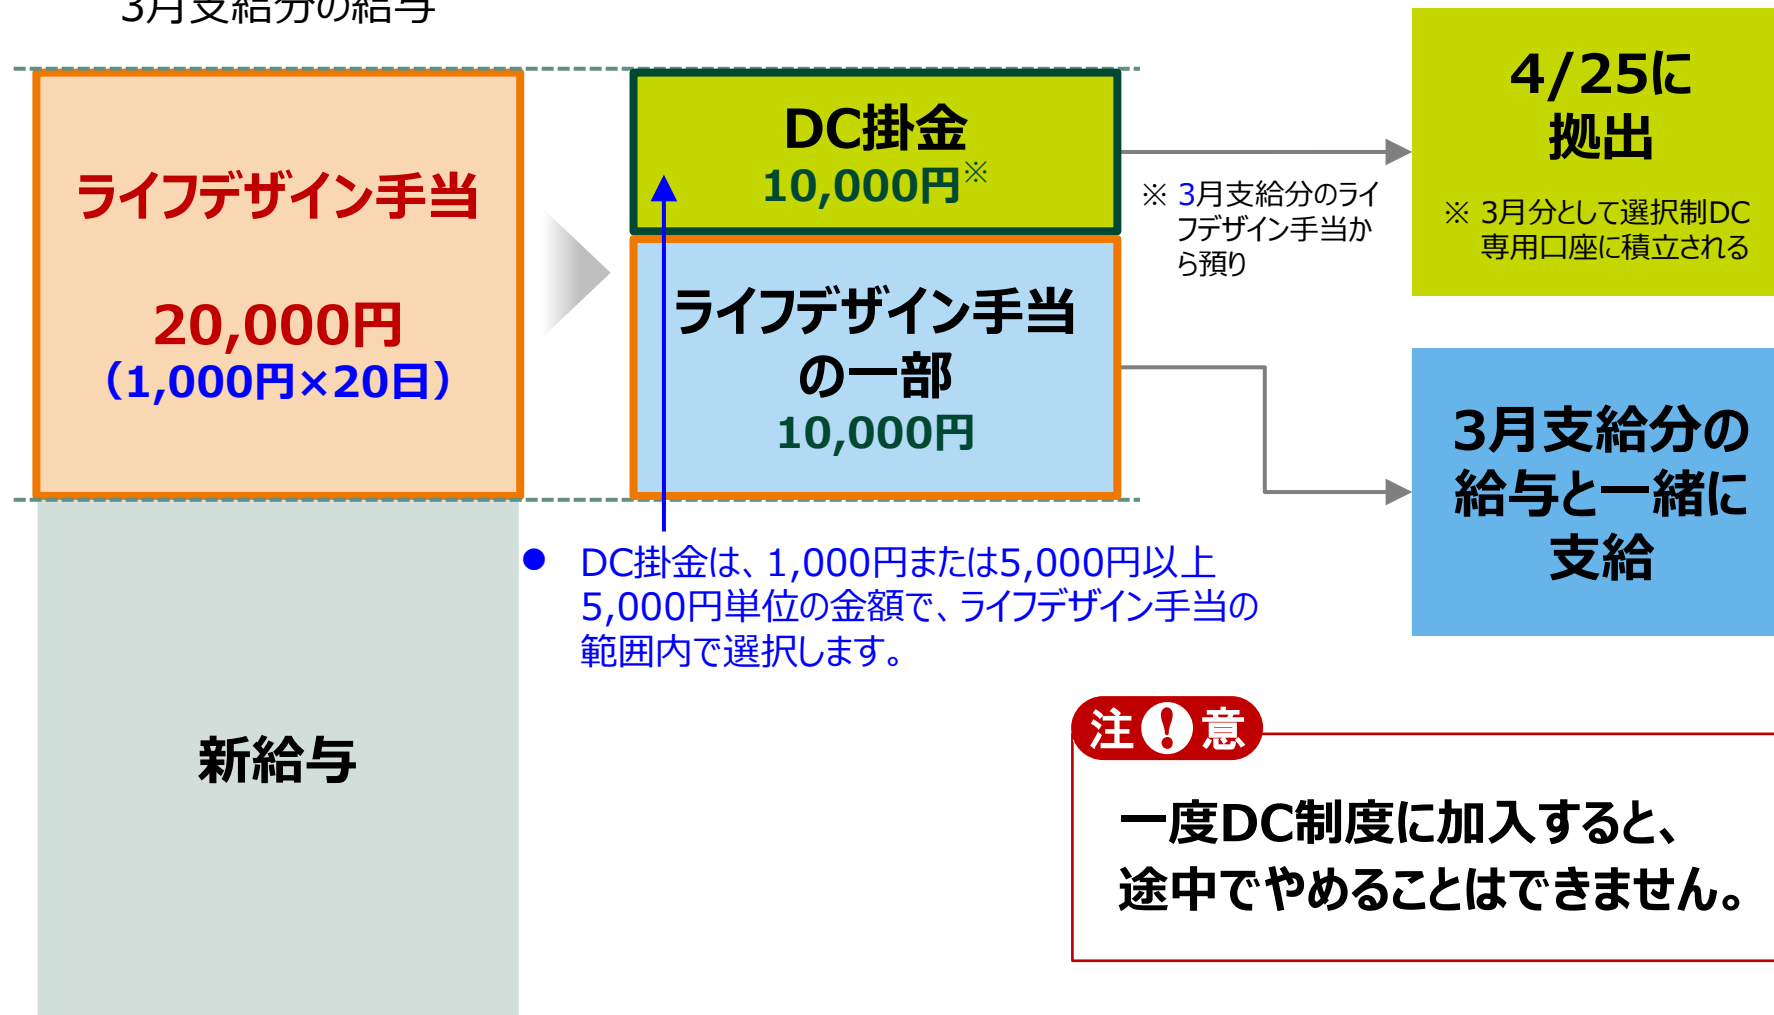 3月支給分の給与
ライフデザイン手当
20,000円
（1,000円×20日）
新給与
DC掛金
10,000円※
ライフデザイン手当
の一部
10,000円
※ 3月支給分のライ
フデザイン手当か
ら預り
4/25に
拠出
※ 3月分として選択制DC
専用口座に積立される
3月支給分の
給与と一緒に
支給
● DC掛金は、1,000円または5,000円以上
5,000円単位の金額で、ライフデザイン手当の
範囲内で選択します。
注!意
一度DC制度に加入すると、
途中でやめることはできません。